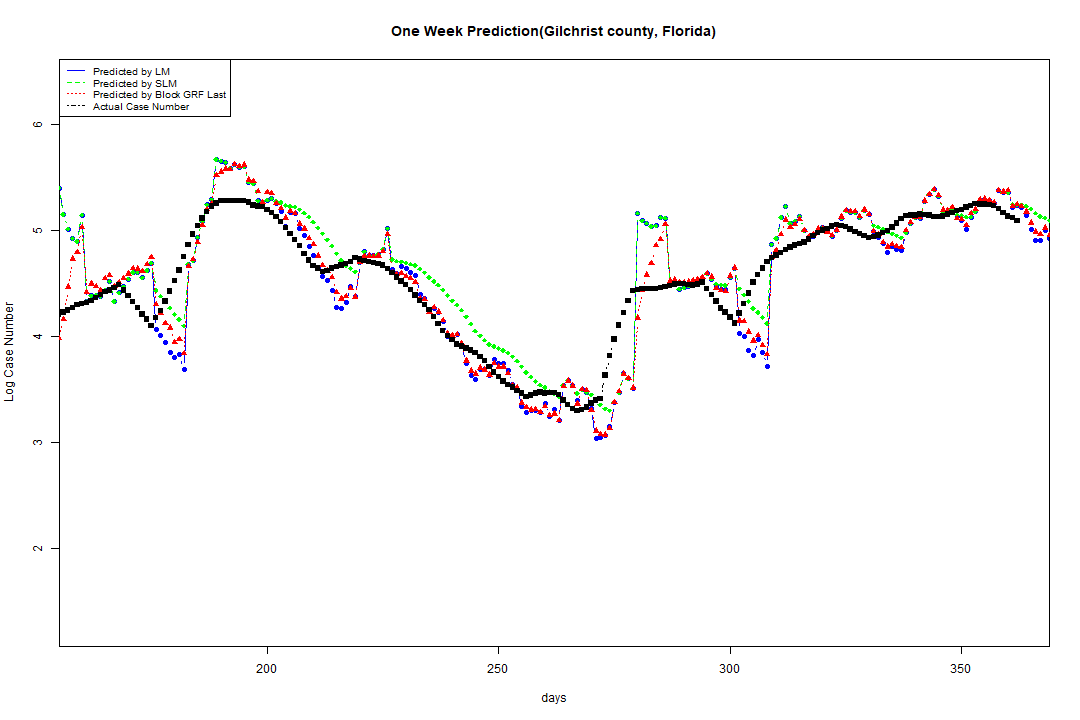 One Week Prediction(Gilchrist county, Florida)
Predicted by LM
Predicted by SLM
Predicted by Block GRF Last
Actual Case Number
6
5
4
3
2
Log Case Number
200 250 300 350
days